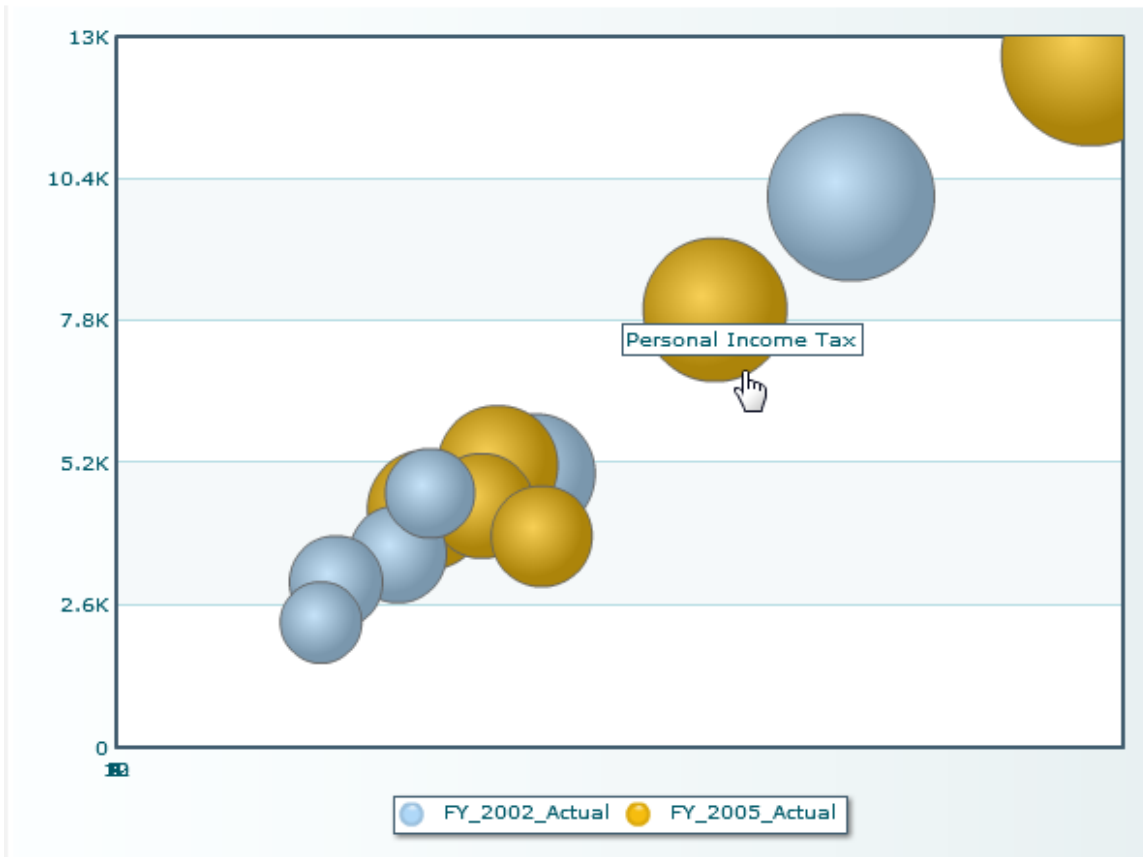 13K
10.4K
7.8K
Personal Income Tax
5.2K
2.6K
0
FY_2002_Actual FY_2005_Actual